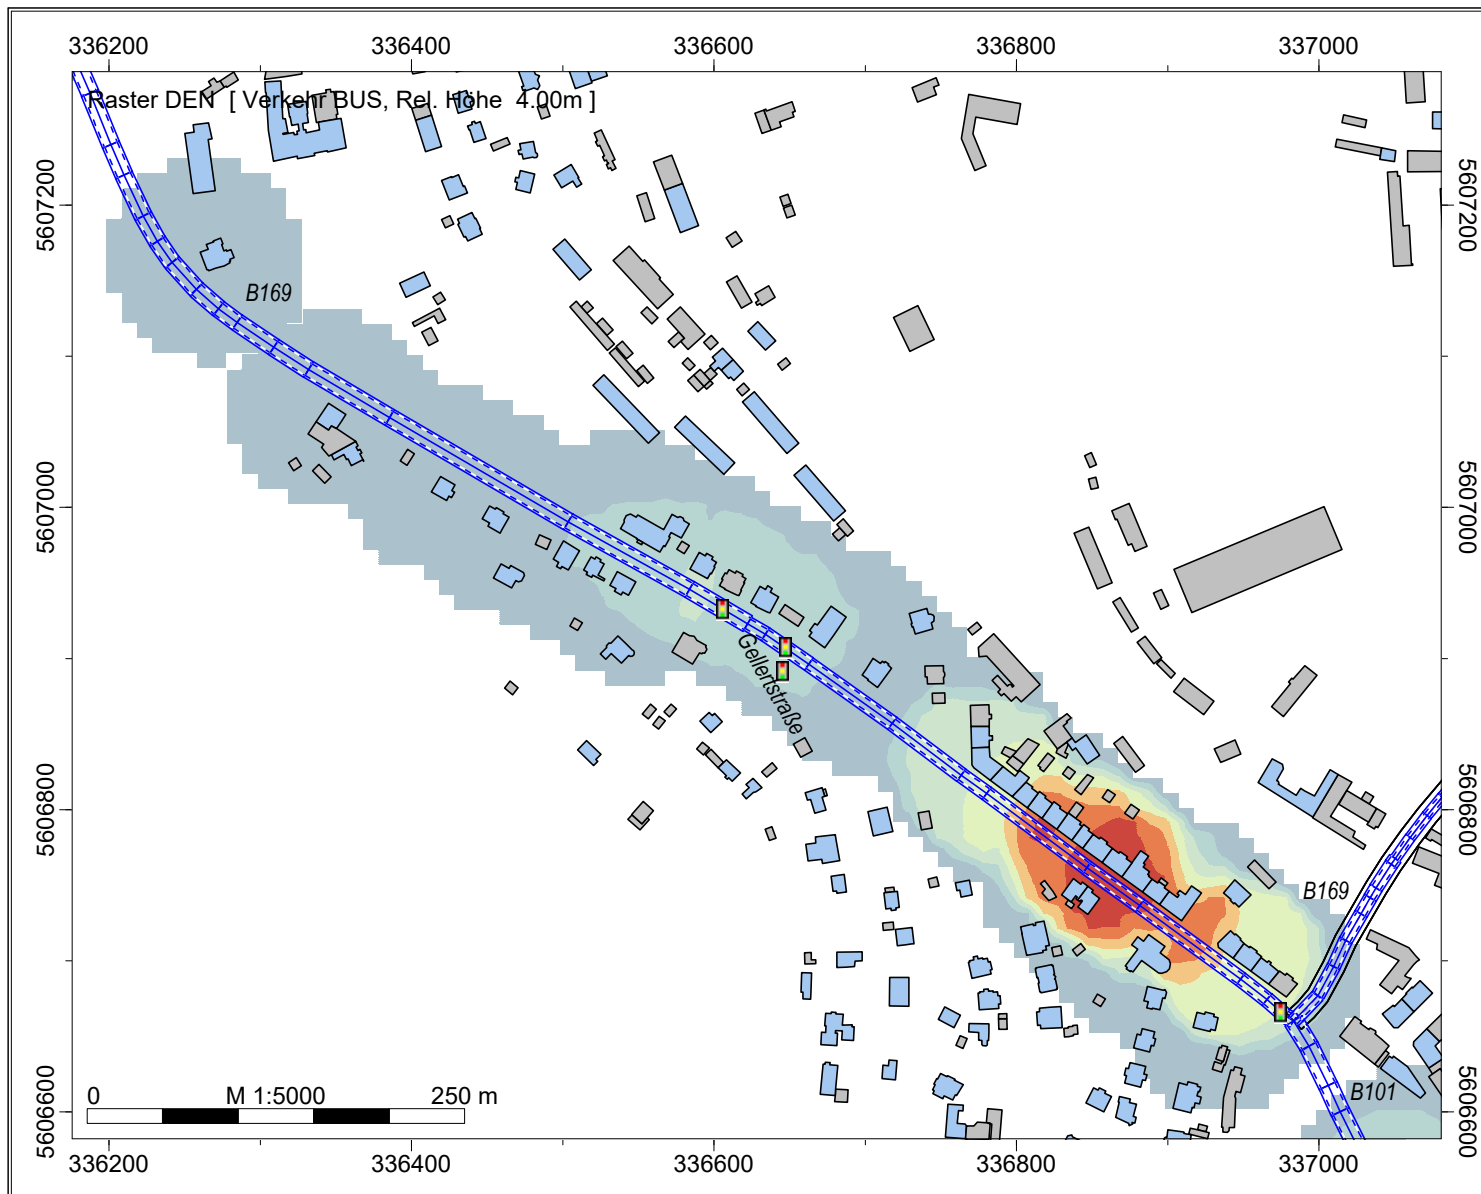 336200 336400 336600 336800 337000
Raster DEN [ Verkehr BUS, Rel. Höhe 4.00m ]
5607200 5607200
B169
5607000 5607000
Gellertstraße
5606800 5606800
B169
0 M 1:5000 250 m
B101
5606600 5606600
336200 336400 336600 336800 337000